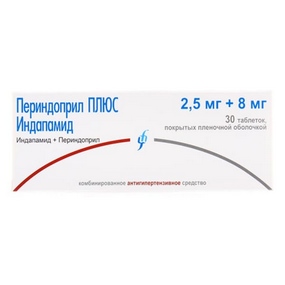 Периндоприл ПЛЮС
Индапамид
Индапамид + Периндоприл
2,5 мг + 8 мг
30 таблеток,
покрытых пленочной оболочкой
комбинированное антигипертензивное средство